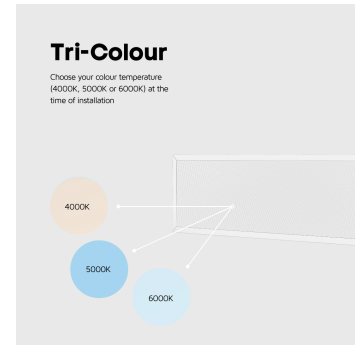 Tri-Colour
Choose your colour temperature
(4000K, 5000K or 6000K) at the
time of installation
4000K
5000K
6000K